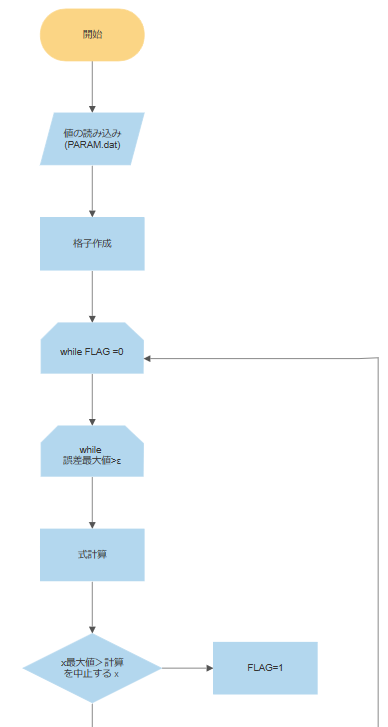 開始
値の読み込み
(PARAM.dat)
格子作成
while FLAG =0
while
誤差最大値>ε
式計算
x最大値＞計算
を中止する x
FLAG=1